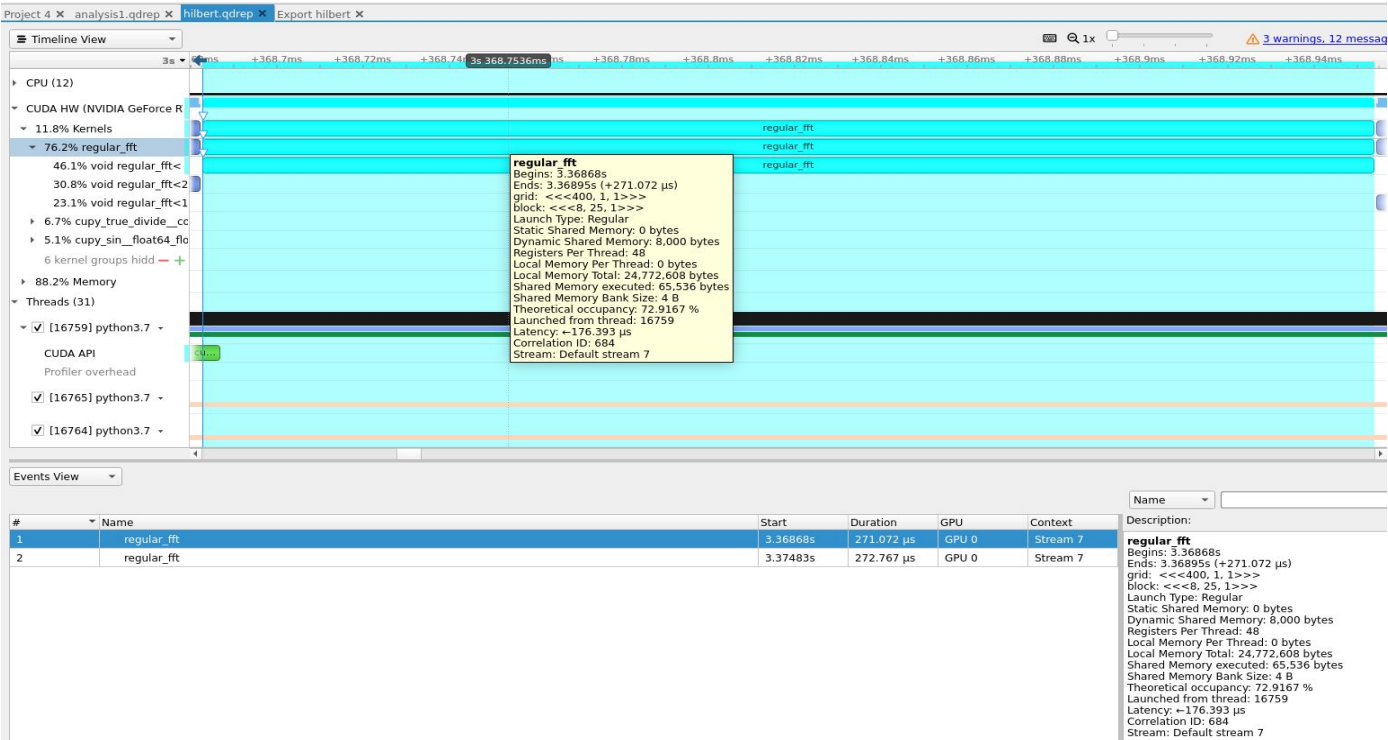 Project 4 ✕ analysis1.qdrep ✕ hilbert.qdrep ✕ Export hilbert ✕
Timeline View 1x 3 warnings, 12 messag
3s +368.7ms +368.72ms +368.74 3s 368.7536ms ms +368.78ms +368.8ms +368.82ms +368.84ms +368.86ms +368.88ms +368.9ms +368.92ms +368.94ms
CPU (12)
CUDA HW (NVIDIA GeForce R
11.8% Kernels regular_fft
76.2% regular_fft regular_fft
46.1% void regular_fft< regular_fft
30.8% void regular_fft<2
23.1% void regular_fft<1
6.7% cupy_true_divide__cc
5.1% cupy_sin__float64_flo
6 kernel groups hidd − +
88.2% Memory
Threads (31)
[16759] python3.7
CUDA API cu...
Profiler overhead
[16765] python3.7
[16764] python3.7
regular_fft
Begins: 3.36868s
Ends: 3.36895s (+271.072 μs)
grid: <<<400, 1, 1>>>
block: <<<8, 25, 1>>>
Launch Type: Regular
Static Shared Memory: 0 bytes
Dynamic Shared Memory: 8,000 bytes
Registers Per Thread: 48
Local Memory Per Thread: 0 bytes
Local Memory Total: 24,772,608 bytes
Shared Memory executed: 65,536 bytes
Shared Memory Bank Size: 4 B
Theoretical occupancy: 72.9167 %
Launched from thread: 16759
Latency: ←176.393 μs
Correlation ID: 684
Stream: Default stream 7
Events View
Name
# Name Start Duration GPU Context
1 regular_fft 3.36868s 271.072 μs GPU 0 Stream 7
2 regular_fft 3.37483s 272.767 μs GPU 0 Stream 7
Description:
regular_fft
Begins: 3.36868s
Ends: 3.36895s (+271.072 μs)
grid: <<<400, 1, 1>>>
block: <<<8, 25, 1>>>
Launch Type: Regular
Static Shared Memory: 0 bytes
Dynamic Shared Memory: 8,000 bytes
Registers Per Thread: 48
Local Memory Per Thread: 0 bytes
Local Memory Total: 24,772,608 bytes
Shared Memory executed: 65,536 bytes
Shared Memory Bank Size: 4 B
Theoretical occupancy: 72.9167 %
Launched from thread: 16759
Latency: ←176.393 μs
Correlation ID: 684
Stream: Default stream 7